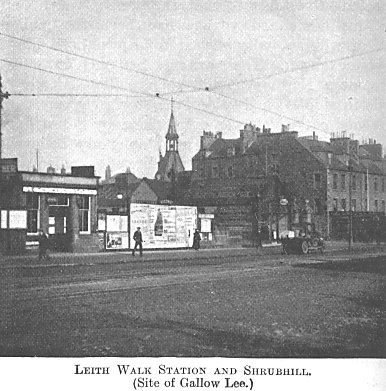 Leith Walk Station and Shrubhill.
(Site of Gallow Lee.)